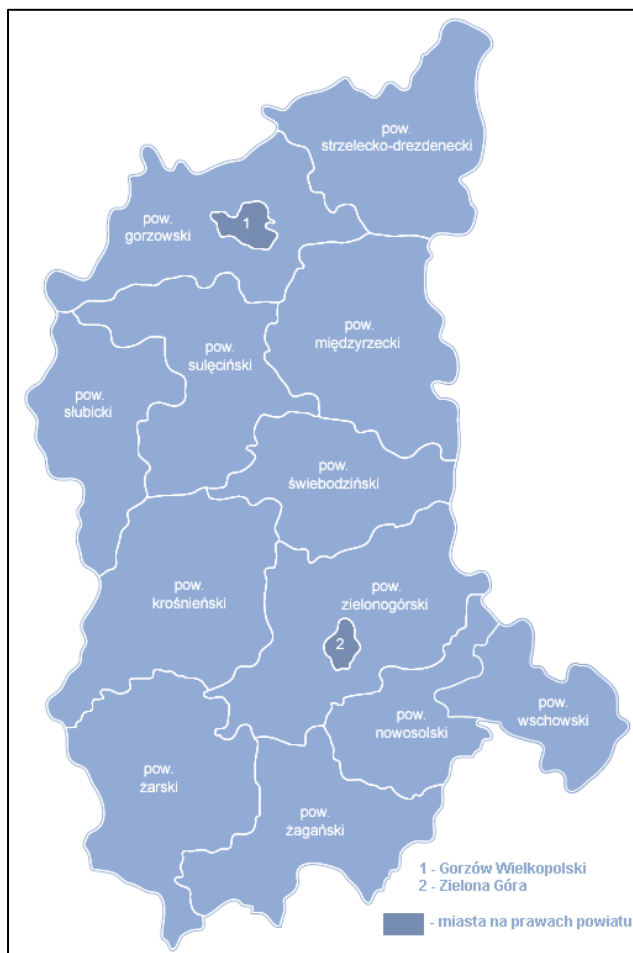 pow.
strzelecko-drezdenecki
pow.
gorzowski
1
pow.
międzyrzecki
pow.
sulęciński
pow.
słubicki
pow.
świebodziński
pow.
krośnieński
pow.
zielonogórski
2
pow.
wschowski
pow.
nowosolski
pow.
żarski
pow.
żagański
1 - Gorzów Wielkopolski
2 - Zielona Góra
- miasta na prawach powiatu